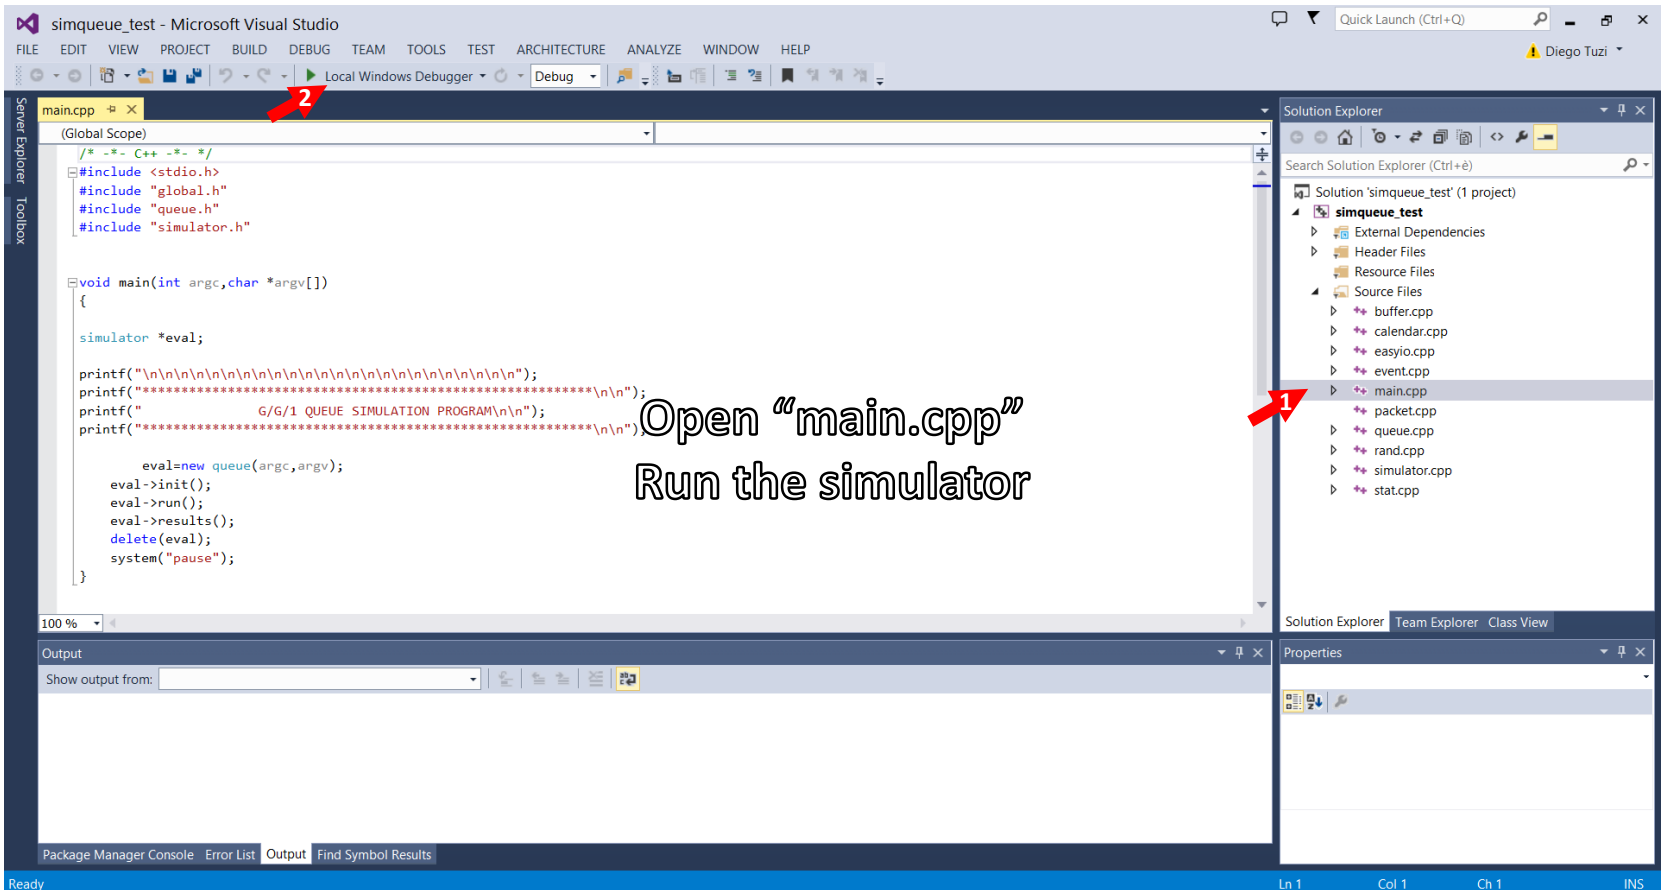 simqueue_test - Microsoft Visual Studio
Quick Launch (Ctrl+Q)
FILE EDIT VIEW PROJECT BUILD DEBUG TEAM TOOLS TEST ARCHITECTURE ANALYZE WINDOW HELP
Diego Tuzi
Local Windows Debugger
Debug
2
Server Explorer
Toolbox
main.cpp
(Global Scope)
/* -*- C++ -*- */
#include <stdio.h>
#include "global.h"
#include "queue.h"
#include "simulator.h"
void main(int argc,char *argv[])
{
simulator *eval;
printf("\n\n\n\n\n\n\n\n\n\n\n\n\n\n\n\n\n\n\n\n\n\n\n\n");
printf("*********************************************************\n\n");
printf(" G/G/1 QUEUE SIMULATION PROGRAM\n\n");
printf("*********************************************************\n\n");
eval=new queue(argc,argv);
eval->init();
eval->run();
eval->results();
delete(eval);
system("pause");
}
Open “main.cpp”
Run the simulator
100 %
Solution Explorer
Search Solution Explorer (Ctrl+è)
Solution 'simqueue_test' (1 project)
simqueue_test
External Dependencies
Header Files
Resource Files
Source Files
buffer.cpp
calendar.cpp
easyio.cpp
event.cpp
1
main.cpp
packet.cpp
queue.cpp
rand.cpp
simulator.cpp
stat.cpp
Solution Explorer Team Explorer Class View
Output
Show output from:
Properties
Package Manager Console Error List Output Find Symbol Results
Ready
Ln 1 Col 1 Ch 1 INS